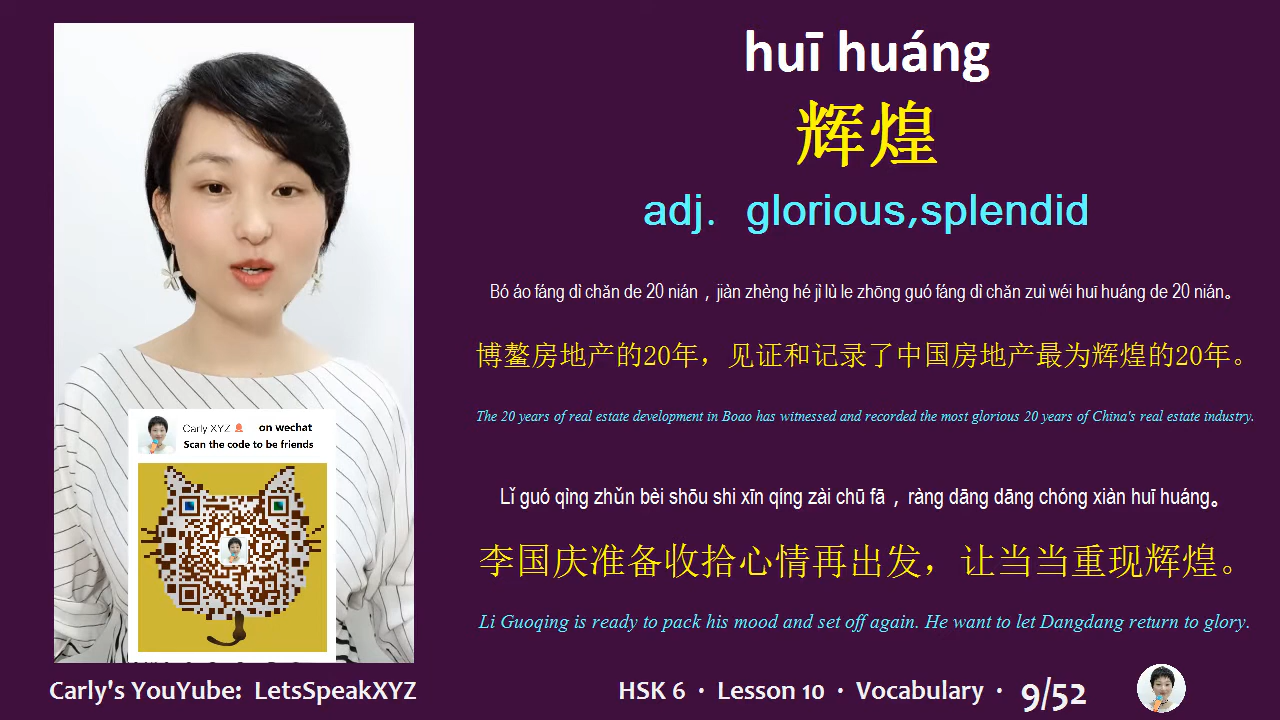 huī huáng
辉煌
adj. glorious,splendid
Bó áo fáng dì chǎn de 20 nián，jiàn zhèng hé jì lù le zhōng guó fáng dì chǎn zuì wéi huī huáng de 20 nián。
博鳌房地产的20年，见证和记录了中国房地产最为辉煌的20年。
The 20 years of real estate development in Boao has witnessed and recorded the most glorious 20 years of China's real estate industry.
Lǐ guó qìng zhǔn bèi shōu shi xīn qíng zài chū fā，ràng dāng dāng chóng xiàn huī huáng。
李国庆准备收拾心情再出发，让当当重现辉煌。
Li Guoqing is ready to pack his mood and set off again. He want to let Dangdang return to glory.
Carly XYZ on wechat
Scan the code to be friends
Carly's YouYube: LetsSpeakXYZ
HSK 6 · Lesson 10 · Vocabulary · 9/52